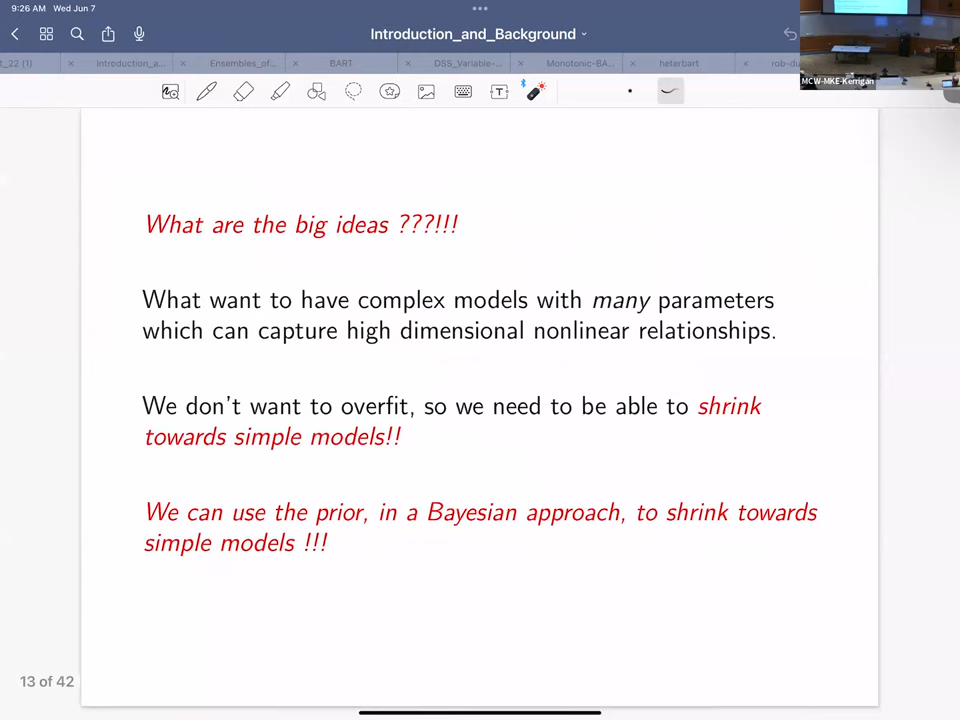 9:26 AM Wed Jun 7
Introduction_and_Background
t_22 (1)
Introduction_a...
Ensembles_of...
BART
DSS_Variable-...
Monotonic-BA...
heterbart
rob-du
MCW-MKE-Kerrigan
T
What are the big ideas ???!!!
What want to have complex models with many parameters
which can capture high dimensional nonlinear relationships.
We don't want to overfit, so we need to be able to shrink
towards simple models!!
We can use the prior, in a Bayesian approach, to shrink towards
simple models !!!
13 of 42